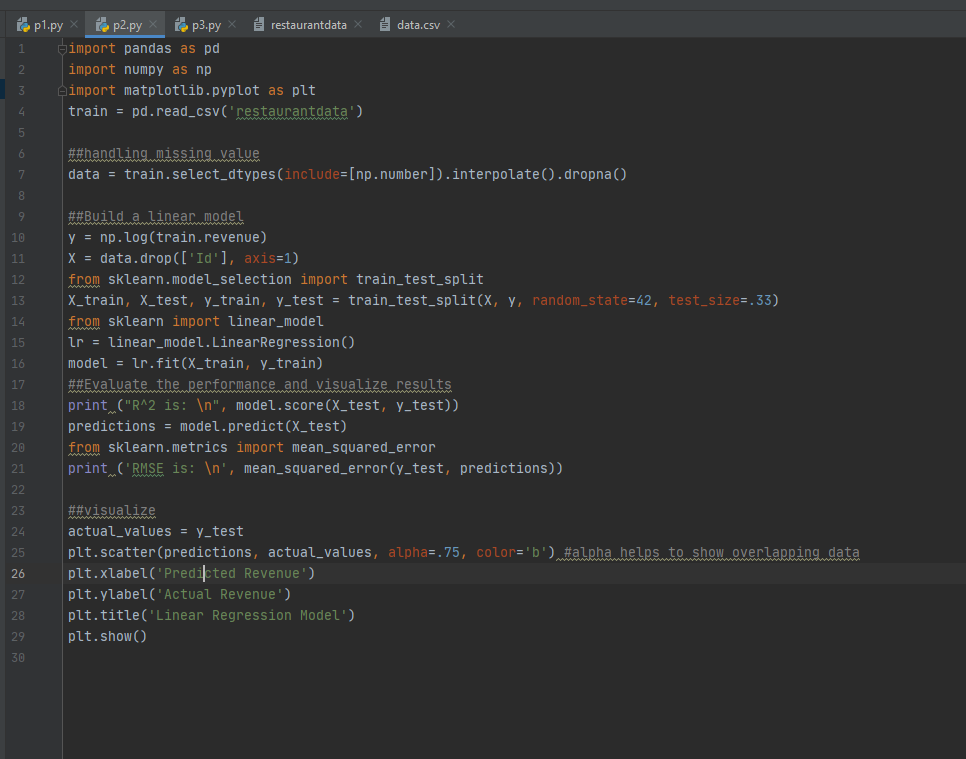 p1.py p2.py p3.py restaurantdata data.csv
1 import pandas as pd
2 import numpy as np
3 import matplotlib.pyplot as plt
4 train = pd.read_csv('restaurantdata')
5
6 ##handling missing value
7 data = train.select_dtypes(include=[np.number]).interpolate().dropna()
8
9 ##Build a linear model
10 y = np.log(train.revenue)
11 X = data.drop(['Id'], axis=1)
12 from sklearn.model_selection import train_test_split
13 X_train, X_test, y_train, y_test = train_test_split(X, y, random_state=42, test_size=.33)
14 from sklearn import linear_model
15 lr = linear_model.LinearRegression()
16 model = lr.fit(X_train, y_train)
17 ##Evaluate the performance and visualize results
18 print ("R^2 is: \n", model.score(X_test, y_test))
19 predictions = model.predict(X_test)
20 from sklearn.metrics import mean_squared_error
21 print ('RMSE is: \n', mean_squared_error(y_test, predictions))
22
23 ##visualize
24 actual_values = y_test
25 plt.scatter(predictions, actual_values, alpha=.75, color='b') #alpha helps to show overlapping data
26 plt.xlabel('Predicted Revenue')
27 plt.ylabel('Actual Revenue')
28 plt.title('Linear Regression Model')
29 plt.show()
30